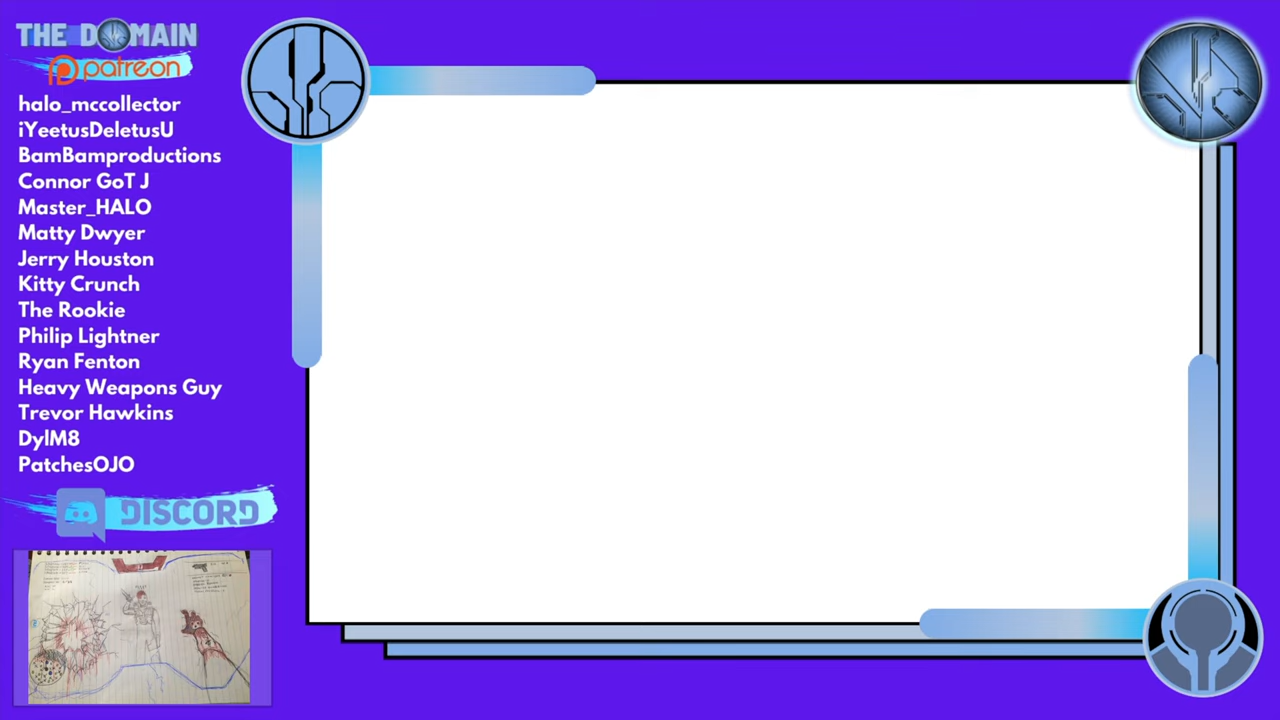 THE DOMAIN
patreon
halo_mccollector
iYeetusDeletusU
BamBamproductions
Connor GoT J
Master_HALO
Matty Dwyer
Jerry Houston
Kitty Crunch
The Rookie
Philip Lightner
Ryan Fenton
Heavy Weapons Guy
Trevor Hawkins
DylM8
PatchesOJO
DISCORD